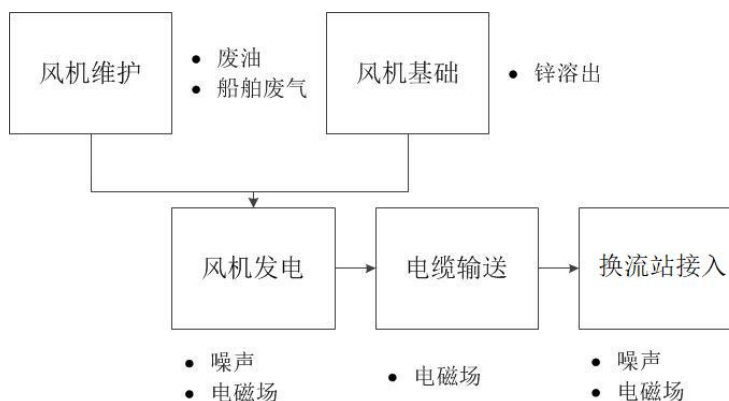 风机维护
● 废油
● 船舶废气
风机基础
● 锌溶出
风机发电
电缆输送
换流站接入
● 噪声
● 电磁场
● 电磁场
● 噪声
● 电磁场